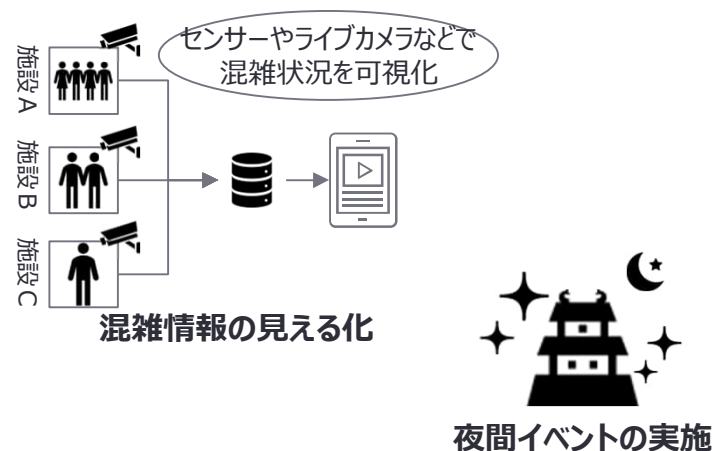 センサーやライブカメラなどで
混雑状況を可視化
施設A
施設B
施設C
混雑情報の見える化
夜間イベントの実施